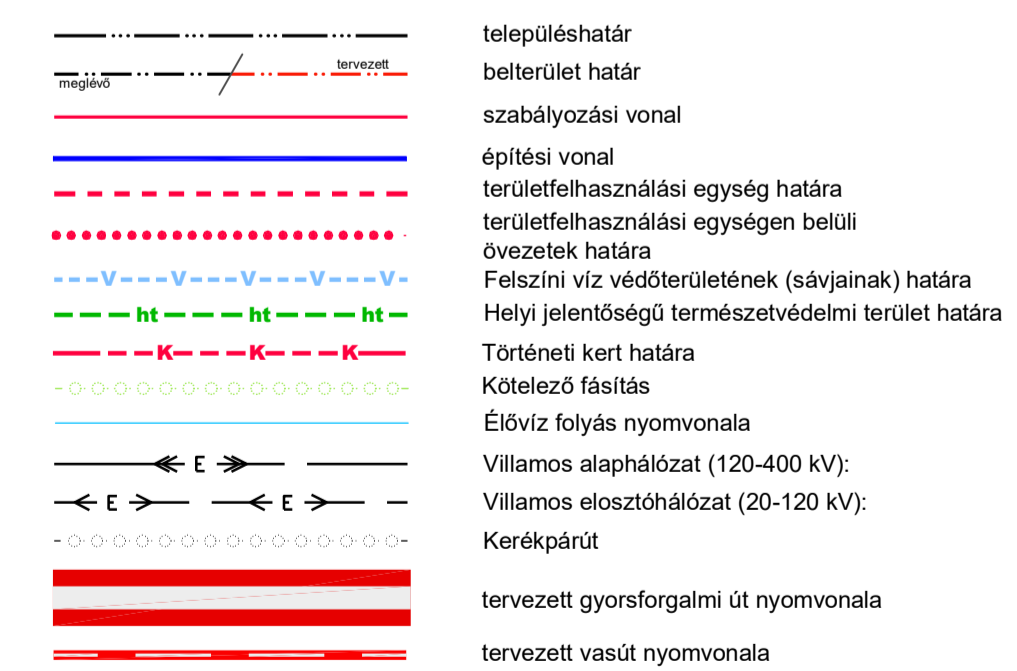 településhatár
tervezett
meglévő
belterület határ
szabályozási vonal
építési vonal
területfelhasználási egység határa
területfelhasználási egységen belüli
övezetek határa
V V V V V Felszíni víz védőterületének (sávjainak) határa
ht ht ht Helyi jelentőségű természetvédelmi terület határa
K K K Történeti kert határa
Kötelező fásítás
Élővíz folyás nyomvonala
E Villamos alaphálózat (120-400 kV):
E E Villamos elosztóhálózat (20-120 kV):
Kerékpárút
tervezett gyorsforgalmi út nyomvonala
tervezett vasút nyomvonala